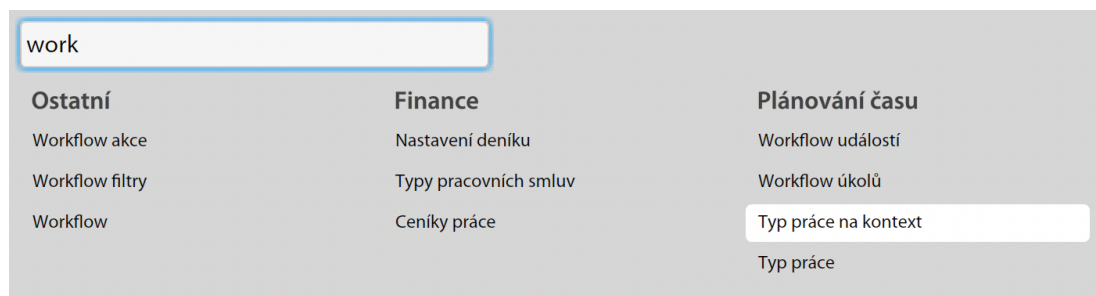 work
Ostatní
Workflow akce
Workflow filtry
Workflow
Finance
Nastavení deníku
Typy pracovních smluv
Ceníky práce
Plánování času
Workflow událostí
Workflow úkolů
Typ práce na kontext
Typ práce